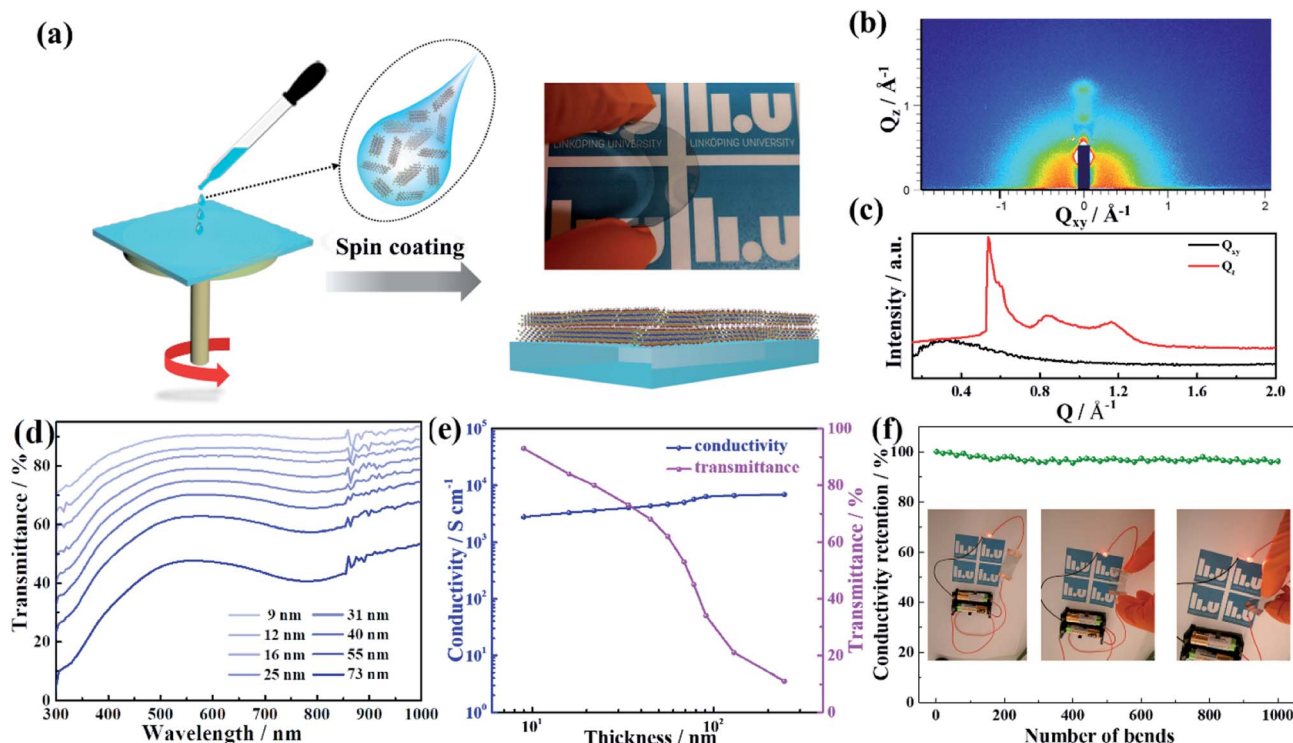 (a)
Spin coating
li.u
LINKÖPING UNIVERSITY
LINKÖPING UNIVERSITY
li.u
(b)
Qz / Å-1
1
0
-1
0
1
2
Qxy / Å-1
(c)
Intensity / a.u.
Qxy
Qz
0.4
0.8
1.2
1.6
2.0
Q / Å-1
(d)
Transmittance / %
80
60
40
20
0
9 nm
12 nm
16 nm
25 nm
31 nm
40 nm
55 nm
73 nm
300
400
500
600
700
800
900
1000
Wavelength / nm
(e)
Conductivity / S cm-1
10^5
10^4
10^3
10^2
10^1
10^0
conductivity
transmittance
100
80
60
40
20
0
Transmittance / %
10^1
10^2
Thickness / nm
(f)
Conductivity retention / %
100
80
60
40
20
0
0
200
400
600
800
1000
Number of bends